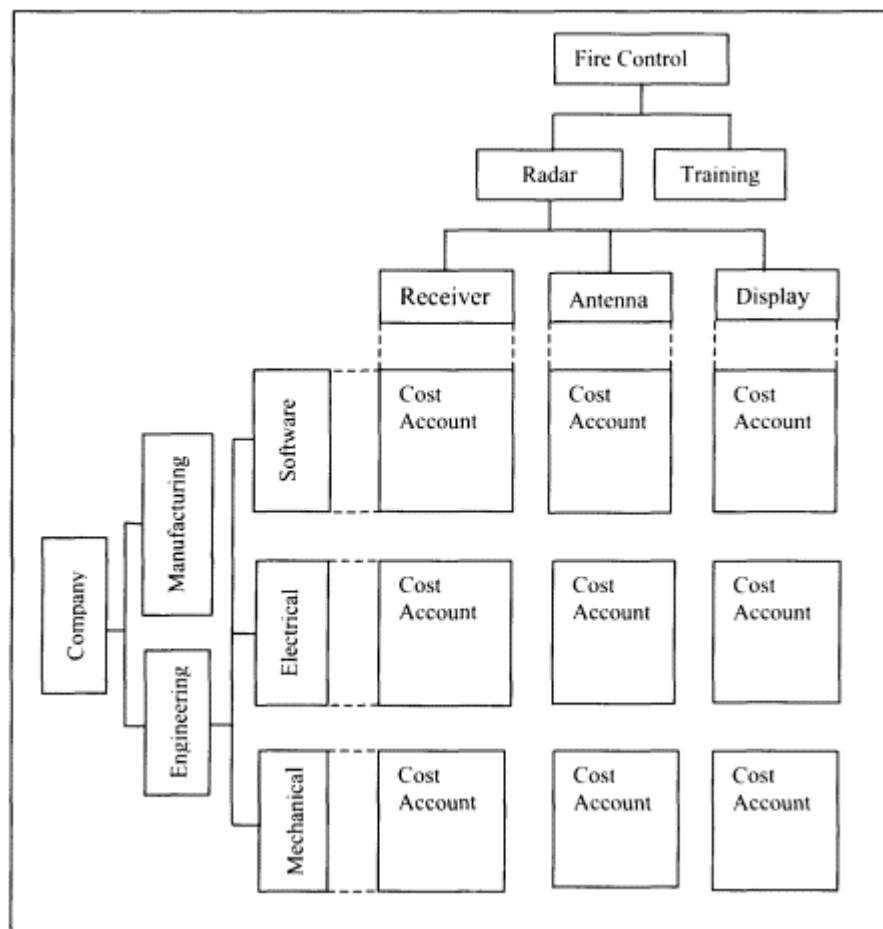 Fire Control
Radar
Training
Receiver
Antenna
Display
Company
Manufacturing
Engineering
Software
Cost
Account
Cost
Account
Cost
Account
Electrical
Cost
Account
Cost
Account
Cost
Account
Mechanical
Cost
Account
Cost
Account
Cost
Account